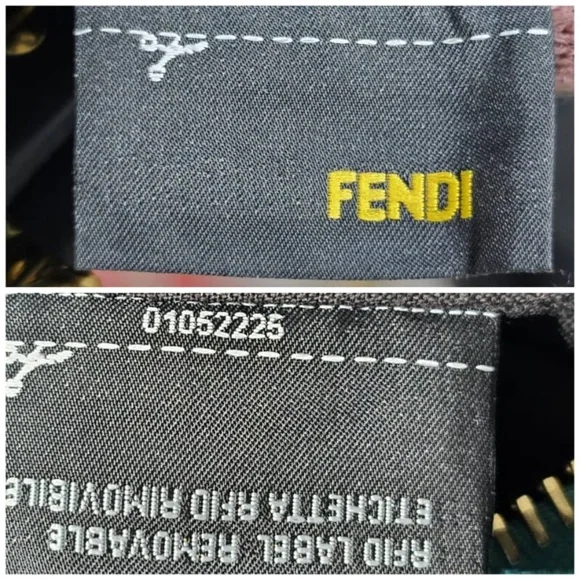 FENDI
01052225
RFID LABEL REMOVABLE
ETICHETTA RFID RIMOVIBILE